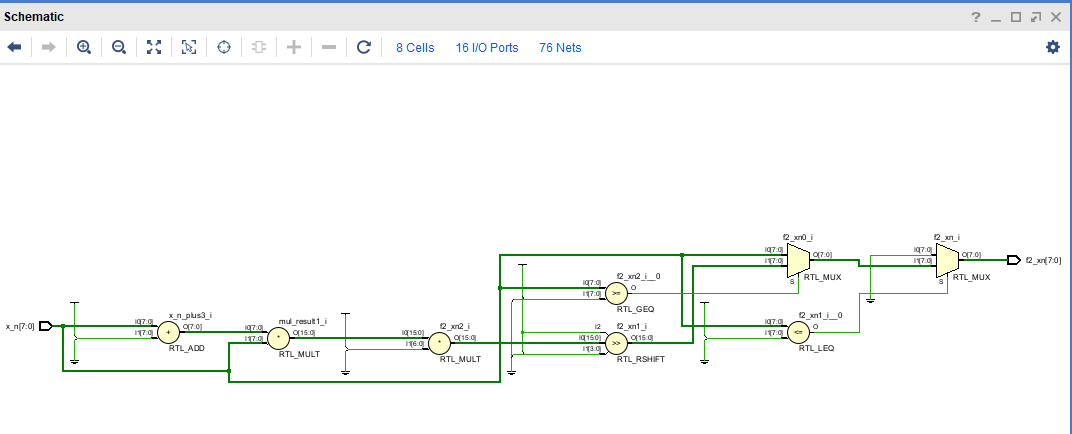 Schematic
8 Cells 16 I/O Ports 76 Nets
f2_xn0_i
I0[7:0]
I1[7:0]
O[7:0]
S
RTL_MUX
f2_xn_i
I0[7:0]
I1[7:0]
O[7:0]
S
RTL_MUX
f2_xn[7:0]
f2_xn2_i__0
I0[7:0]
I1[7:0]
>=
O
RTL_GEQ
x_n[7:0]
x_n_plus3_i
I0[7:0]
I1[7:0]
+
O[7:0]
RTL_ADD
mul_result1_i
I0[7:0]
I1[7:0]
*
O[15:0]
RTL_MULT
f2_xn2_i
I0[15:0]
I1[6:0]
*
O[15:0]
RTL_MULT
f2_xn1_i
I2
I0[15:0]
I1[3:0]
>>
O[15:0]
RTL_RSHIFT
f2_xn1_i__0
I0[7:0]
I1[7:0]
<=
O
RTL_LEQ